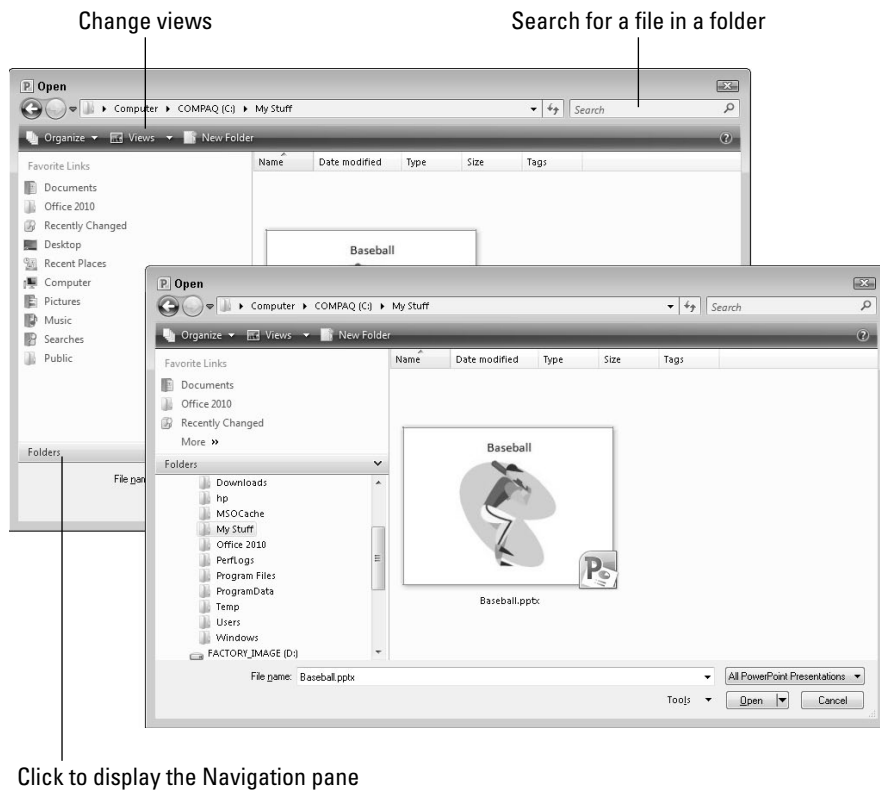 Change views
Search for a file in a folder
Open
Computer ▸ COMPAQ (C:) ▸ My Stuff
Search
Organize Views New Folder
Favorite Links
Name Date modified Type Size Tags
Documents
Office 2010
Recently Changed
Desktop
Recent Places
Computer
Pictures
Music
Searches
Public
Folders
Baseball
Open
Computer ▸ COMPAQ (C:) ▸ My Stuff
Search
Organize Views New Folder
Favorite Links
Name Date modified Type Size Tags
Documents
Office 2010
Recently Changed
More »
Folders
Downloads
hp
MSOCache
My Stuff
Office 2010
PerfLogs
Program Files
ProgramData
Temp
Users
Windows
FACTORY_IMAGE (D:)
Baseball
Baseball.pptx
File name: Baseball.pptx
All PowerPoint Presentations
Tools Open Cancel
Click to display the Navigation pane